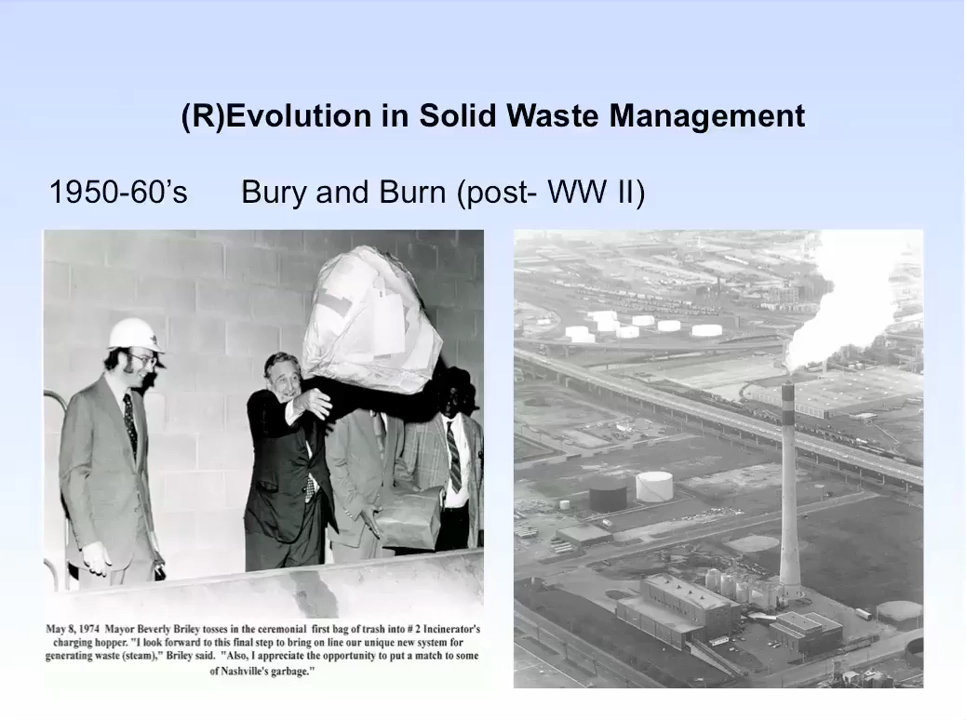 (R)Evolution in Solid Waste Management
1950-60’s Bury and Burn (post- WW II)
May 8, 1974 Mayor Beverly Briley tosses in the ceremonial first bag of trash into # 2 Incinerator's
charging hopper. "I look forward to this final step to bring on line our unique new system for
generating waste (steam)," Briley said. "Also, I appreciate the opportunity to put a match to some
of Nashville's garbage."